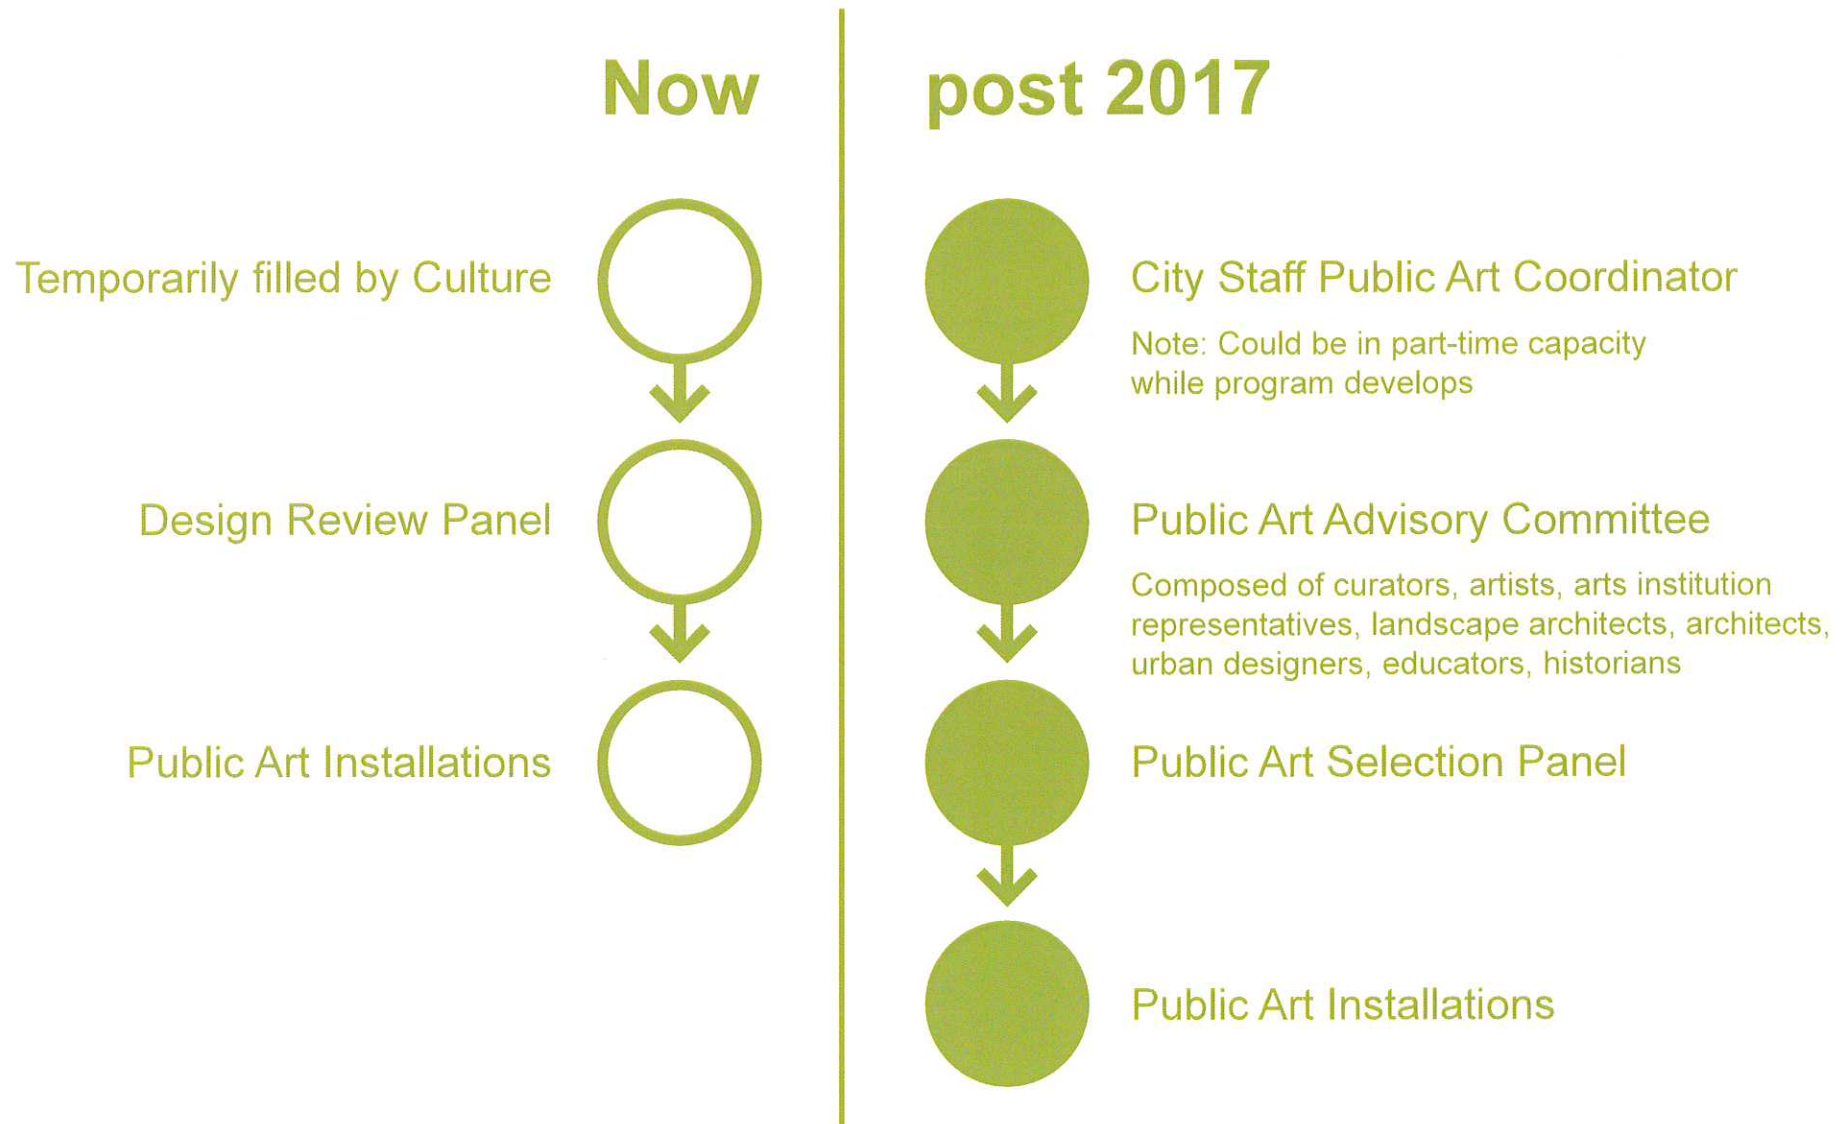 Now
Temporarily filled by Culture
Design Review Panel
Public Art Installations
post 2017
City Staff Public Art Coordinator
Note: Could be in part-time capacity
while program develops
Public Art Advisory Committee
Composed of curators, artists, arts institution
representatives, landscape architects, architects,
urban designers, educators, historians
Public Art Selection Panel
Public Art Installations